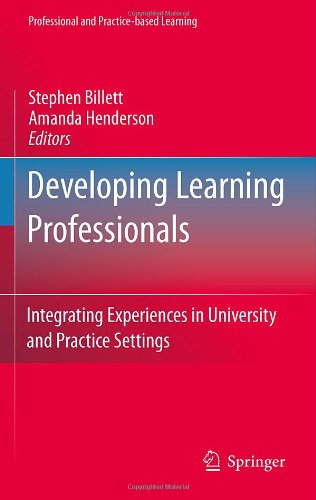 Professional and Practice-based Learning
Stephen Billett
Amanda Henderson
Editors
Developing Learning
Professionals
Integrating Experiences in University
and Practice Settings
Springer